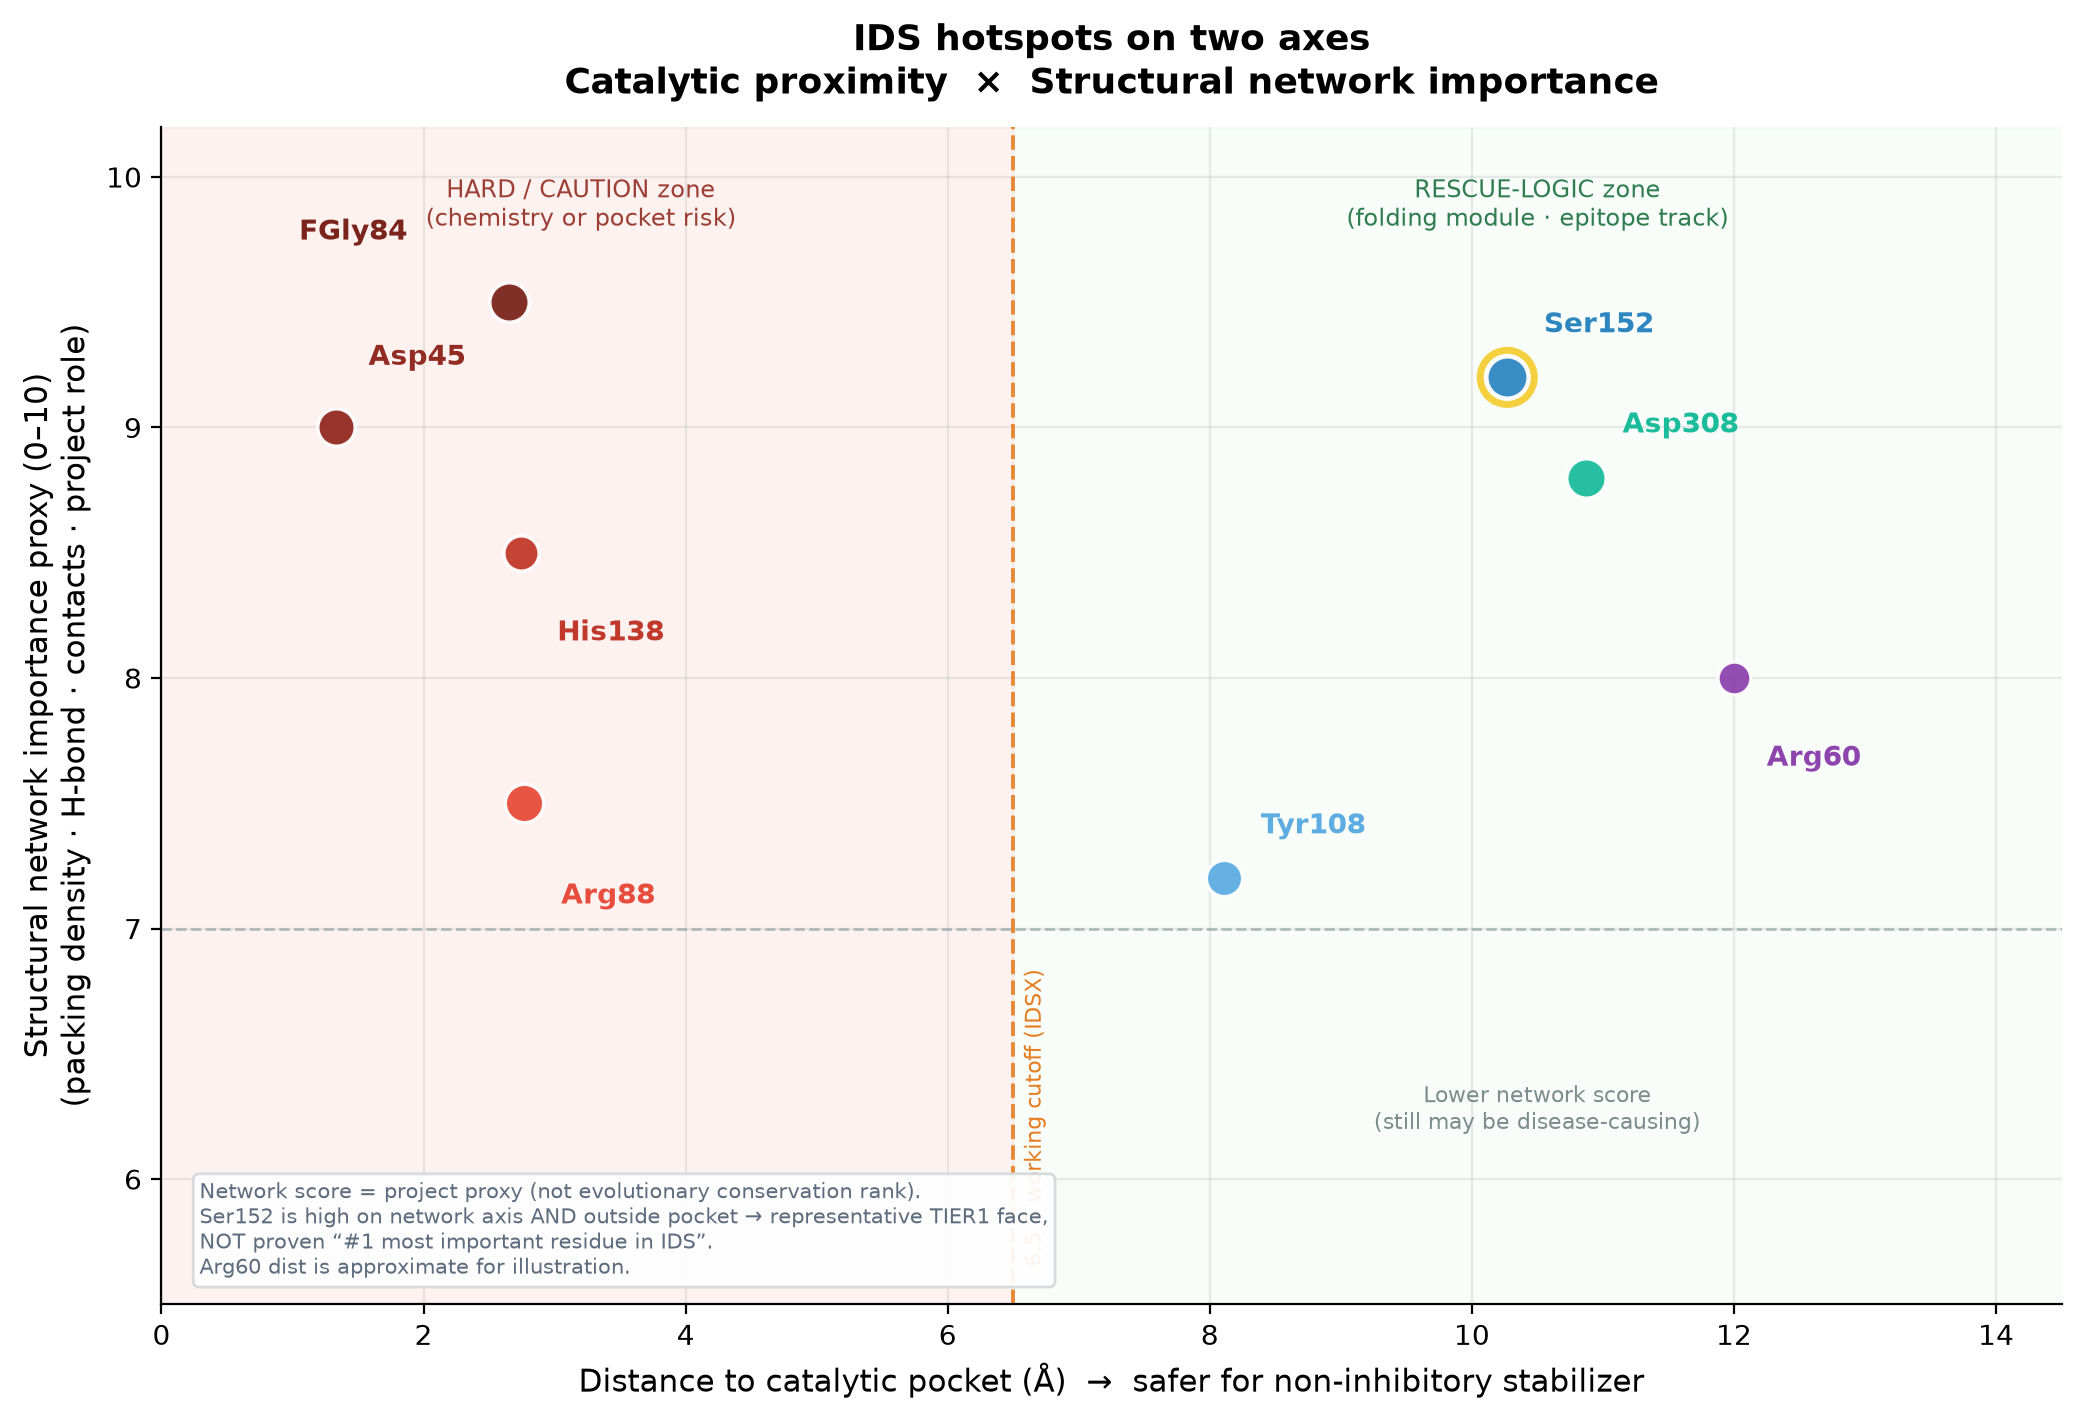 IDS hotspots on two axes
Catalytic proximity × Structural network importance
HARD / CAUTION zone
(chemistry or pocket risk)
RESCUE-LOGIC zone
(folding module · epitope track)
FGly84
Asp45
His138
Arg88
Ser152
Asp308
Arg60
Tyr108
Lower network score
(still may be disease-causing)
working cutoff (IDSX)
Network score = project proxy (not evolutionary conservation rank).
Ser152 is high on network axis AND outside pocket → representative TIER1 face,
NOT proven “#1 most important residue in IDS”.
Arg60 dist is approximate for illustration.
Structural network importance proxy (0–10)
(packing density · H-bond · contacts · project role)
10
9
8
7
6
0
2
4
6
8
10
12
14
Distance to catalytic pocket (Å) → safer for non-inhibitory stabilizer